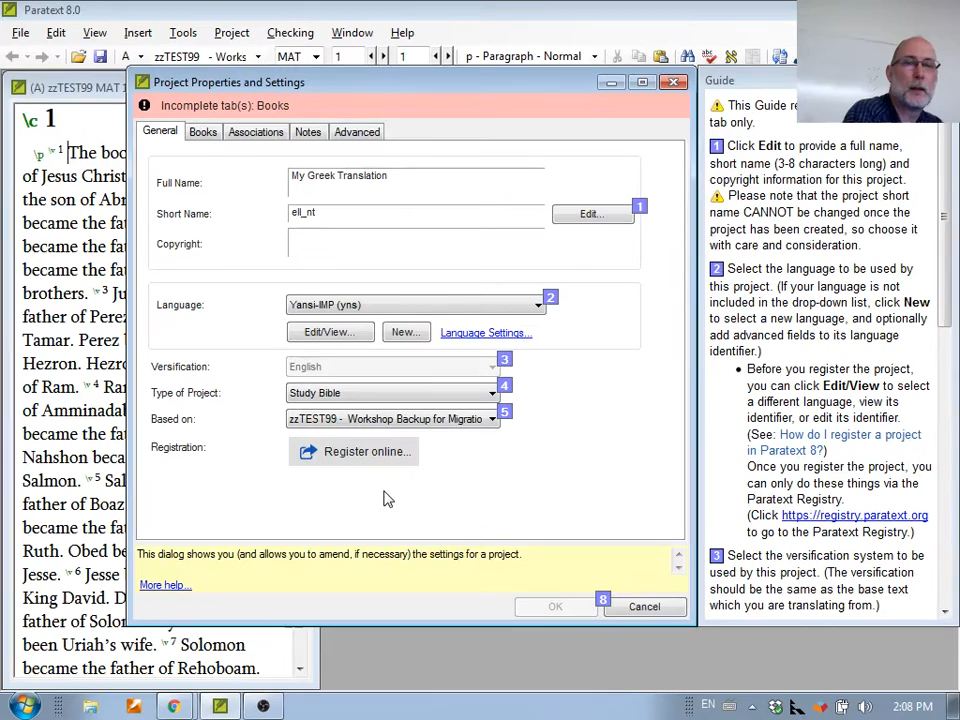 Paratext 8.0
File Edit View Insert Tools Project Checking Window Help
A zzTEST99 - Works MAT 1 1 p - Paragraph - Normal
(A) zzTEST99 MAT 1
\c 1
\p v 1 The boo
of Jesus Christ
the son of Abr
became the fat
became the fat
became the fat
brothers. v 3 Ju
father of Perez
Tamar. Perez b
Hezron. Hezro
of Ram. v 4 Ram
of Amminadab
Nahshon beca
Salmon. v 5 Sal
father of Boaz
became the fat
Ruth. Obed be
Jesse. v 6 Jesse b
King David. D
father of Solom
been Uriah's wife. v 7 Solomon
became the father of Rehoboam.
Project Properties and Settings
Incomplete tab(s): Books
General Books Associations Notes Advanced
Full Name: My Greek Translation
Short Name: ell_nt Edit... 1
Copyright:
Language: Yansi-IMP (yns) 2
Edit/View... New... Language Settings...
Versification: English 3
Type of Project: Study Bible 4
Based on: zzTEST99 - Workshop Backup for Migratio 5
Registration: Register online...
This dialog shows you (and allows you to amend, if necessary) the settings for a project.
More help...
OK 8 Cancel
Guide
This Guide re
tab only.
1 Click Edit to provide a full name,
short name (3-8 characters long) and
copyright information for this project.
Please note that the project short
name CANNOT be changed once the
project has been created, so choose it
with care and consideration.
2 Select the language to be used by
this project. (If your language is not
included in the drop-down list, click New
to select a new language, and optionally
add advanced fields to its language
identifier.)
• Before you register the project,
you can click Edit/View to select
a different language, view its
identifier, or edit its identifier.
(See: How do I register a project
in Paratext 8?)
Once you register the project, you
can only do these things via the
Paratext Registry.
(Click https://registry.paratext.org
to go to the Paratext Registry.)
3 Select the versification system to be
used by this project. (The versification
should be the same as the base text
which you are translating from.)
EN 2:08 PM